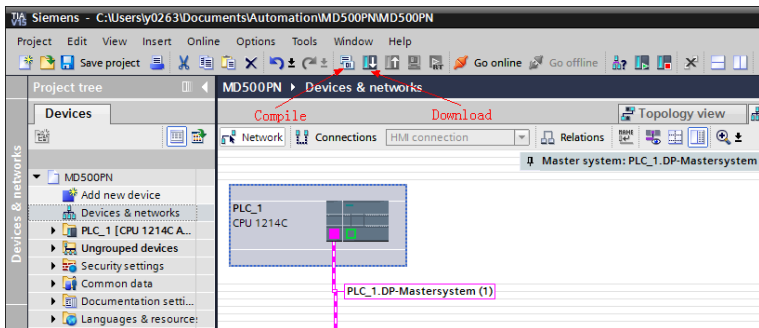 TIA V15 Siemens - C:\Users\y0263\Documents\Automation\MD500PN\MD500PN
Project Edit View Insert Online Options Tools Window Help
Save project Go online Go offline
Project tree
MD500PN Devices & networks
Compile Download
Devices
Topology view
Network Connections HMI connection Relations
Master system: PLC_1.DP-Mastersystem
Devices & networks
MD500PN
Add new device
Devices & networks
PLC_1 [CPU 1214C A...
Ungrouped devices
Security settings
Common data
Documentation setti...
Languages & resource
PLC_1
CPU 1214C
PLC_1.DP-Mastersystem (1)